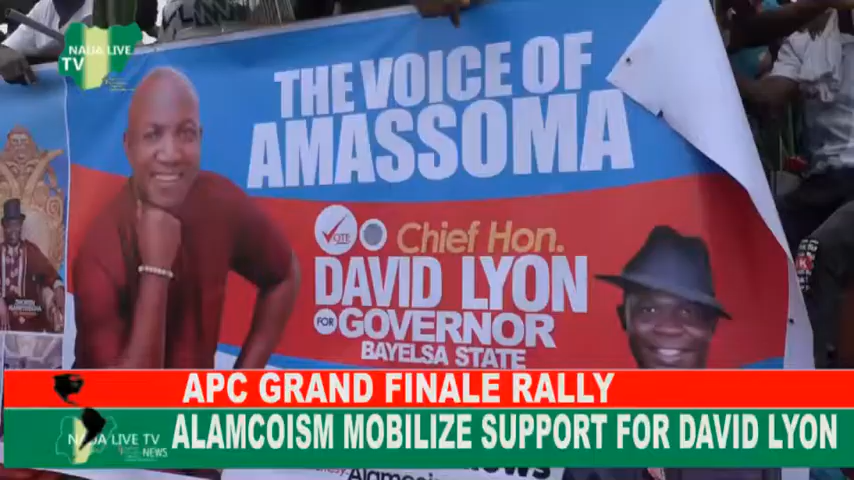 NAIJA LIVE
TV
THE VOICE OF
AMASSOMA
VOTE
Chief Hon.
DAVID LYON
FOR GOVERNOR
BAYELSA STATE
APC GRAND FINALE RALLY
NAIJA LIVE TV
NEWS
ALAMCOISM MOBILIZE SUPPORT FOR DAVID LYON